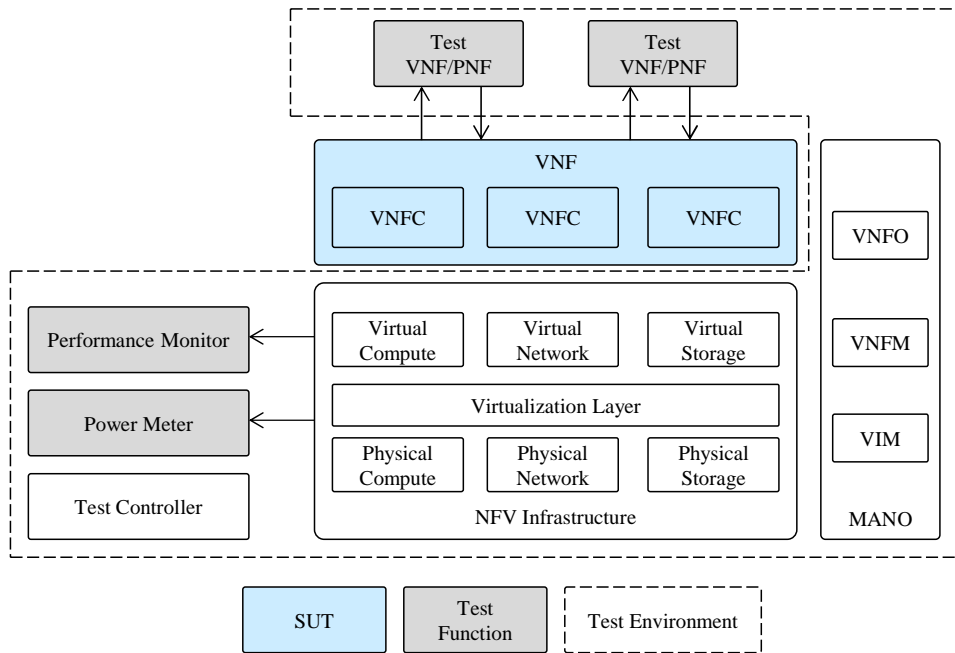 Test
VNF/PNF
Test
VNF/PNF
VNF
VNFC
VNFC
VNFC
VNFO
VNFM
VIM
MANO
Performance Monitor
Power Meter
Test Controller
Virtual
Compute
Virtual
Network
Virtual
Storage
Virtualization Layer
Physical
Compute
Physical
Network
Physical
Storage
NFV Infrastructure
SUT
Test
Function
Test Environment